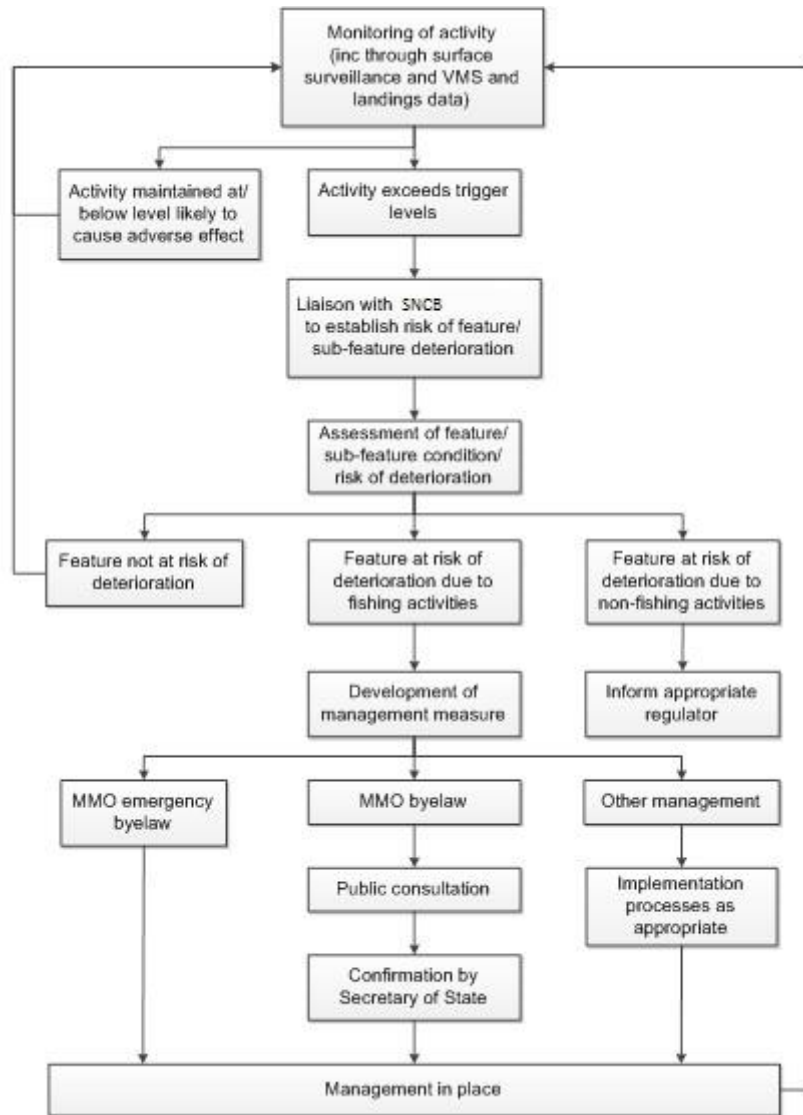 Monitoring of activity
(inc through surface
surveillance and VMS and
landings data)
Activity maintained at/
below level likely to
cause adverse effect
Activity exceeds trigger
levels
Liaison with SNCB
to establish risk of feature/
sub-feature deterioration
Assessment of feature/
sub-feature condition/
risk of deterioration
Feature not at risk of
deterioration
Feature at risk of
deterioration due to
fishing activities
Feature at risk of
deterioration due to
non-fishing activities
Development of
management measure
Inform appropriate
regulator
MMO emergency
byelaw
MMO byelaw
Other management
Public consultation
Implementation
processes as
appropriate
Confirmation by
Secretary of State
Management in place